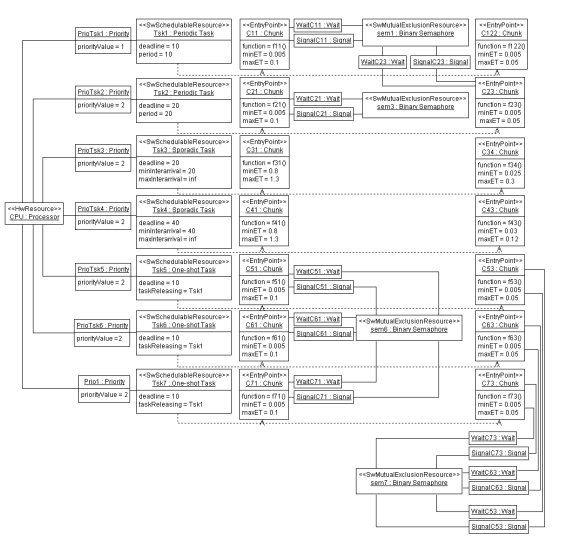 PrioTsk1 : Priority
priorityValue = 1
<<SwSchedulableResource>>
Tsk1 : Periodic Task
deadline = 10
period = 10
<<EntryPoint>>
C11 : Chunk
function = f11()
minET = 0.005
maxET = 0.1
WaitC11 : Wait
SignalC11 : Signal
<<SwMutualExclusionResource>>
sem1 : Binary Semaphore
WaitC23 : Wait
SignalC23 : Signal
<<EntryPoint>>
C122 : Chunk
function = f122()
minET = 0.005
maxET = 0.05
PrioTsk2 : Priority
priorityValue = 2
<<SwSchedulableResource>>
Tsk2 : Periodic Task
deadline = 20
period = 20
<<EntryPoint>>
C21 : Chunk
function = f21()
minET = 0.005
maxET = 0.1
WaitC21 : Wait
SignalC21 : Signal
<<SwMutualExclusionResource>>
sem3 : Binary Semaphore
<<EntryPoint>>
C23 : Chunk
function = f23()
minET = 0.005
maxET = 0.05
PrioTsk3 : Priority
priorityValue = 2
<<SwSchedulableResource>>
Tsk3 : Sporadic Task
deadline = 20
minInterarrival = 20
maxInterarrival = inf
<<EntryPoint>>
C31 : Chunk
function = f31()
minET = 0.8
maxET = 1.3
<<EntryPoint>>
C34 : Chunk
function = f34()
minET = 0.025
maxET = 0.3
<<HwResource>>
CPU : Processor
PrioTsk4 : Priority
priorityValue = 2
<<SwSchedulableResource>>
Tsk4 : Sporadic Task
deadline = 40
minInterarrival = 40
maxInterarrival = inf
<<EntryPoint>>
C41 : Chunk
function = f41()
minET = 0.8
maxET = 1.3
<<EntryPoint>>
C43 : Chunk
function = f43()
minET = 0.03
maxET = 0.12
PrioTsk5 : Priority
priorityValue = 2
<<SwSchedulableResource>>
Tsk5 : One-shot Task
deadline = 10
taskReleasing = Tsk1
<<EntryPoint>>
C51 : Chunk
function = f51()
minET = 0.005
maxET = 0.1
WaitC51 : Wait
SignalC51 : Signal
<<EntryPoint>>
C53 : Chunk
function = f53()
minET = 0.005
maxET = 0.05
PrioTsk6 : Priority
priorityValue =2
<<SwSchedulableResource>>
Tsk6 : One-shot Task
deadline = 10
taskReleasing = Tsk1
<<EntryPoint>>
C61 : Chunk
function = f61()
minET = 0.005
maxET = 0.1
WaitC61 : Wait
SignalC61 : Signal
<<SwMutualExclusionResource>>
sem6 : Binary Semaphore
<<EntryPoint>>
C63 : Chunk
function = f63()
minET = 0.005
maxET = 0.05
Prio1 : Priority
priorityValue = 2
<<SwSchedulableResource>>
Tsk7 : One-shot Task
deadline = 10
taskReleasing = Tsk1
<<EntryPoint>>
C71 : Chunk
function = f71()
minET = 0.005
maxET = 0.1
WaitC71 : Wait
SignalC71 : Signal
<<EntryPoint>>
C73 : Chunk
function = f73()
minET = 0.005
maxET = 0.05
WaitC73 : Wait
SignalC73 : Signal
<<SwMutualExclusionResource>>
sem7 : Binary Semaphore
WaitC63 : Wait
SignalC63 : Signal
WaitC53 : Wait
SignalC53 : Signal